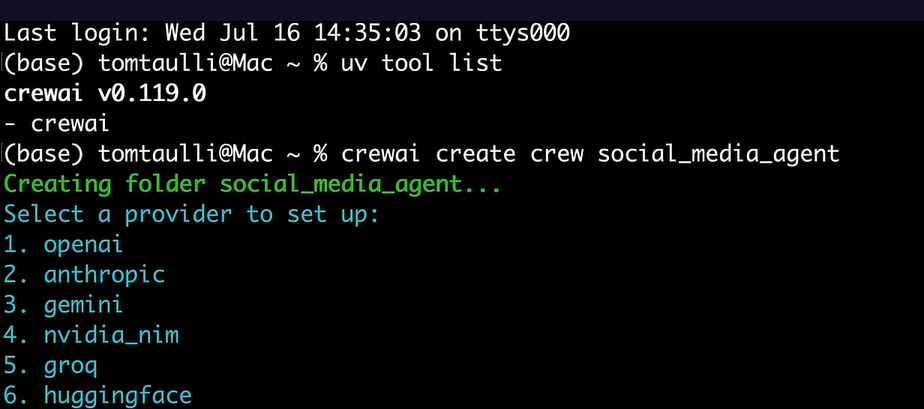 Last login: Wed Jul 16 14:35:03 on ttys000
(base) tomtaulli@Mac ~ % uv tool list
crewai v0.119.0
- crewai
(base) tomtaulli@Mac ~ % crewai create crew social_media_agent
Creating folder social_media_agent...
Select a provider to set up:
1. openai
2. anthropic
3. gemini
4. nvidia_nim
5. groq
6. huggingface